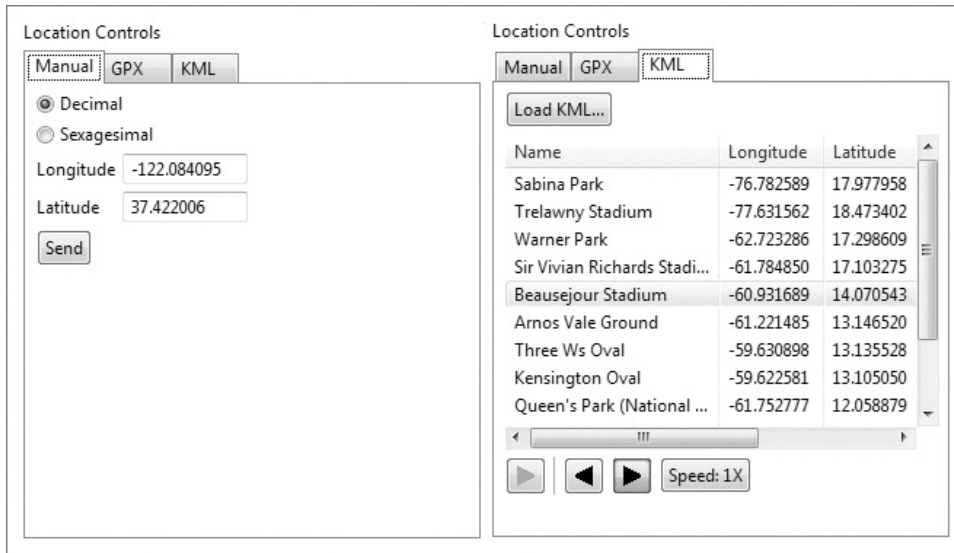 Location Controls
Manual GPX KML
Decimal
Sexagesimal
Longitude -122.084095
Latitude 37.422006
Send
Location Controls
Manual GPX KML
Load KML...
Name Longitude Latitude
Sabina Park -76.782589 17.977958
Trelawny Stadium -77.631562 18.473402
Warner Park -62.723286 17.298609
Sir Vivian Richards Stadi... -61.784850 17.103275
Beausejour Stadium -60.931689 14.070543
Arnos Vale Ground -61.221485 13.146520
Three Ws Oval -59.630898 13.135528
Kensington Oval -59.622581 13.105050
Queen's Park (National ... -61.752777 12.058879
Speed: 1X